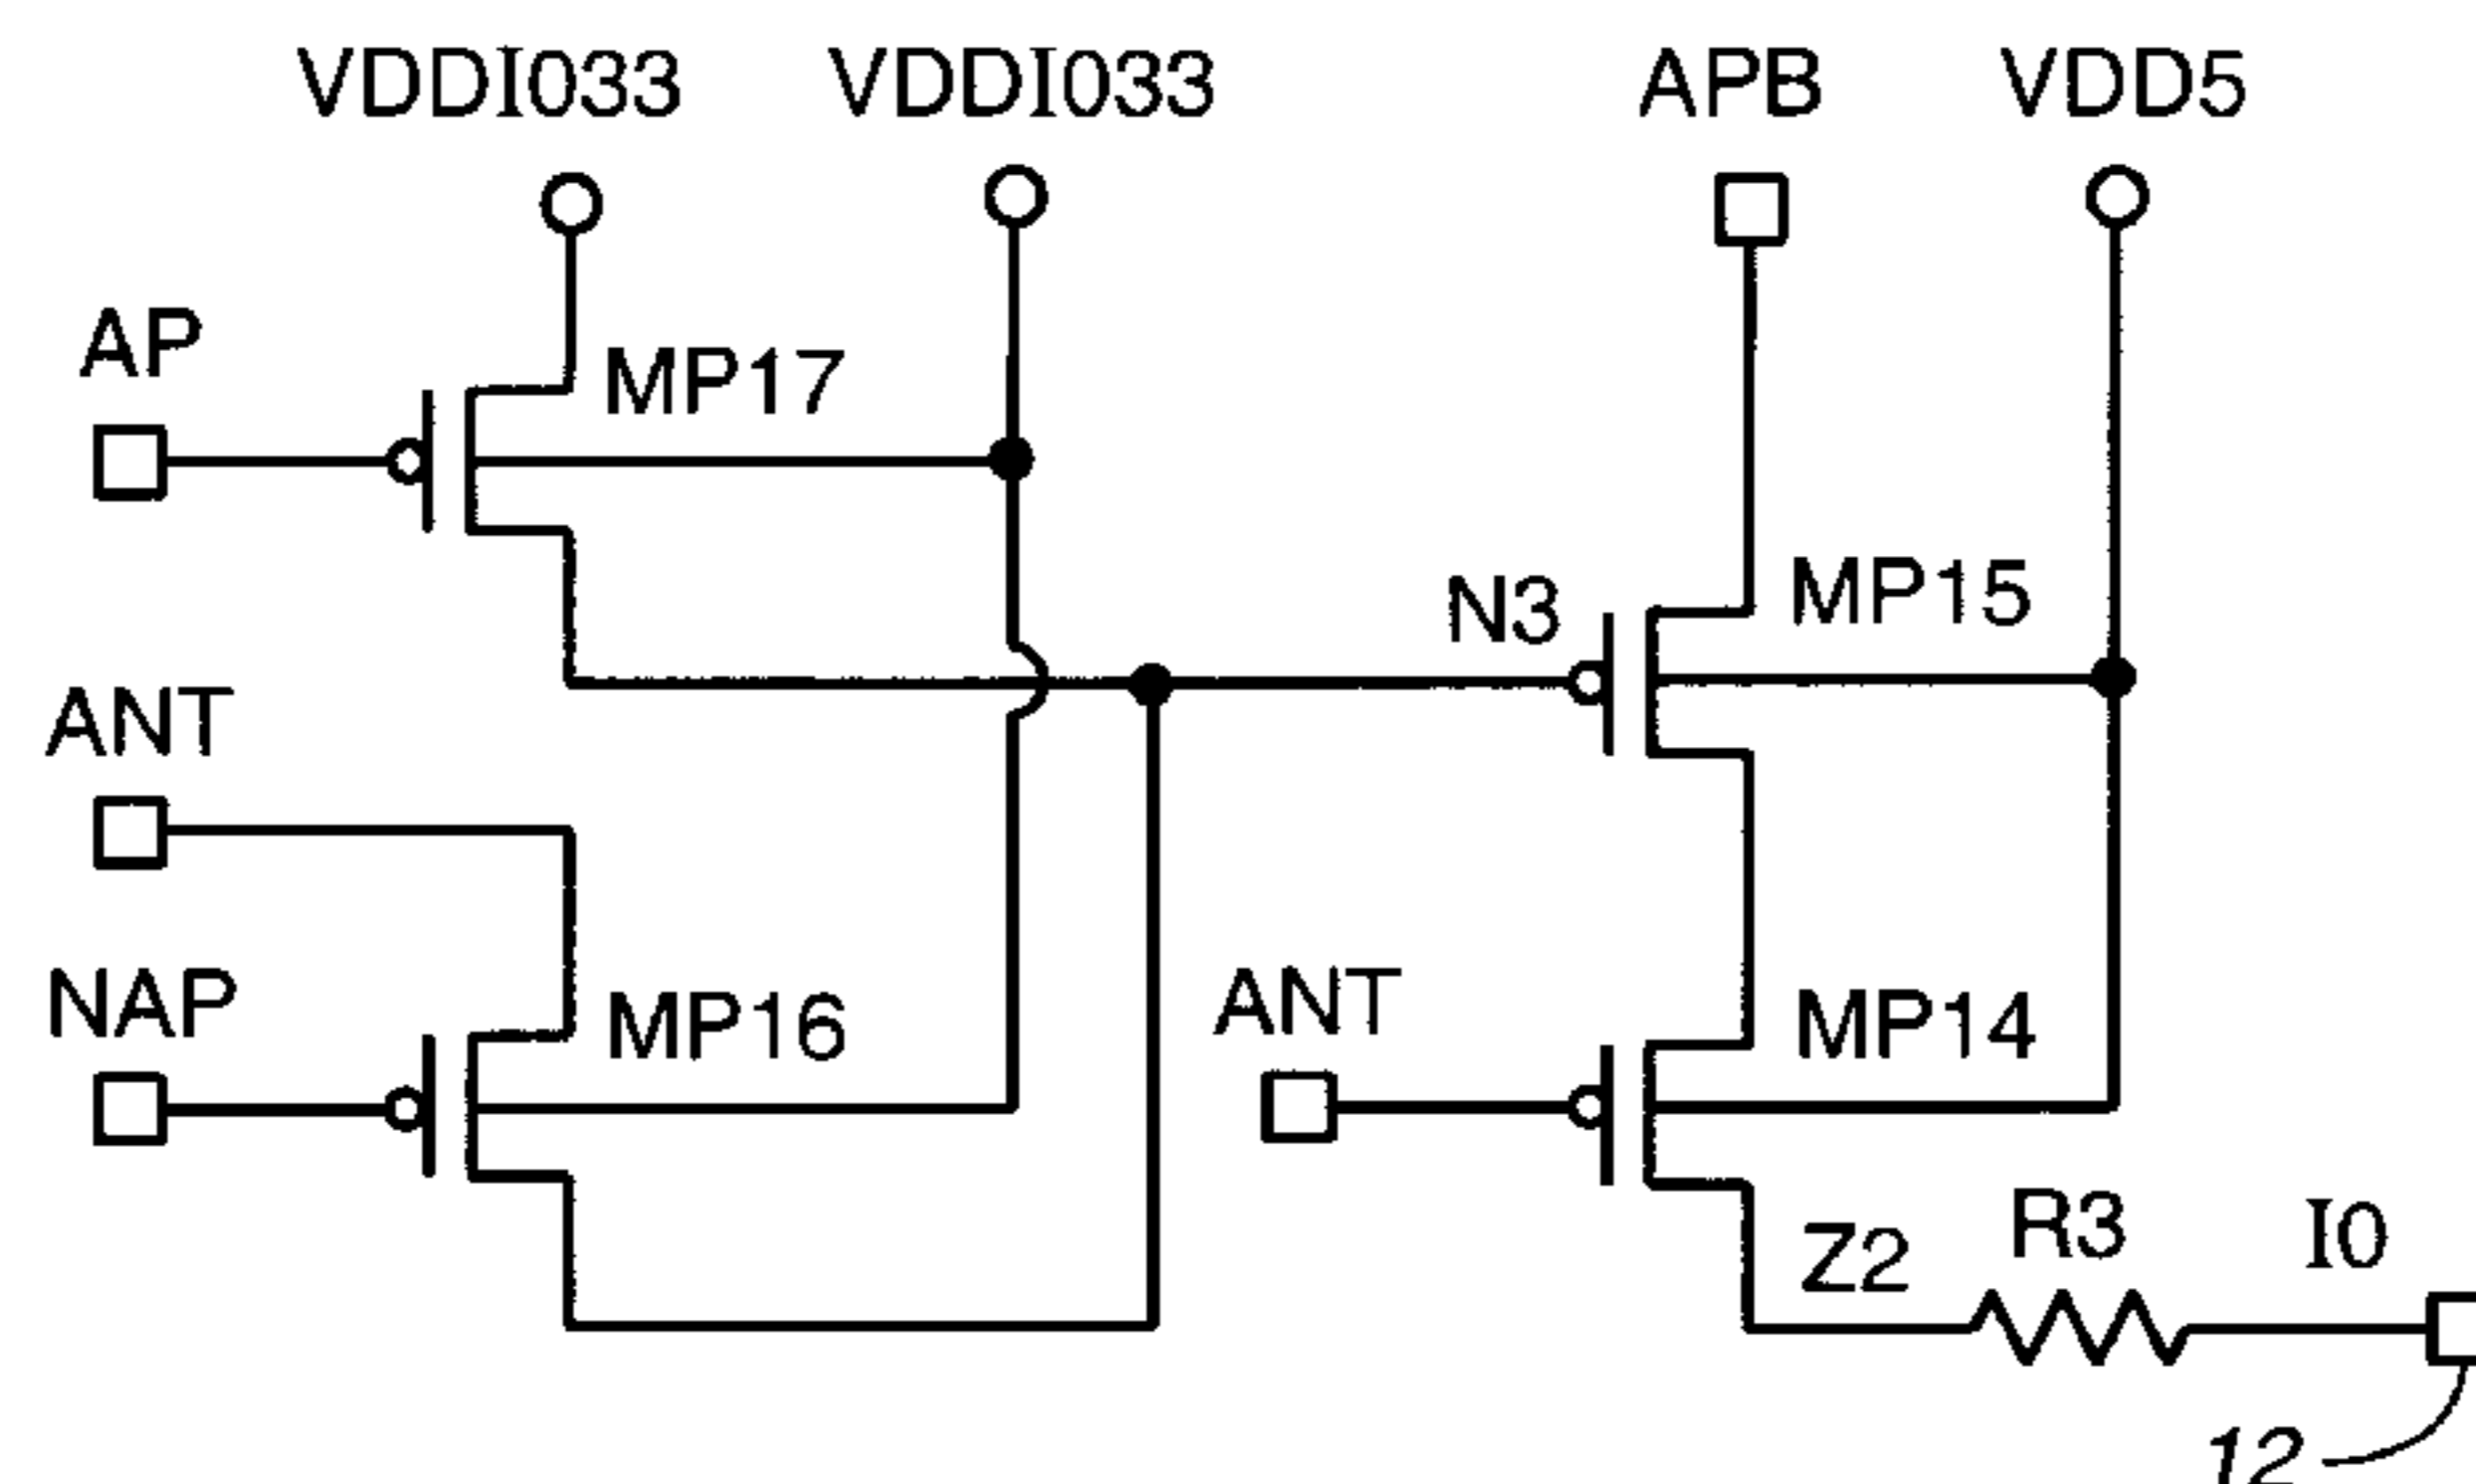 VDDI033 VDDI033 APB VDD5
AP
MP17
MP15
N3
ANT
NAP
MP16
ANT
MP14
Z2
R3
I0
12